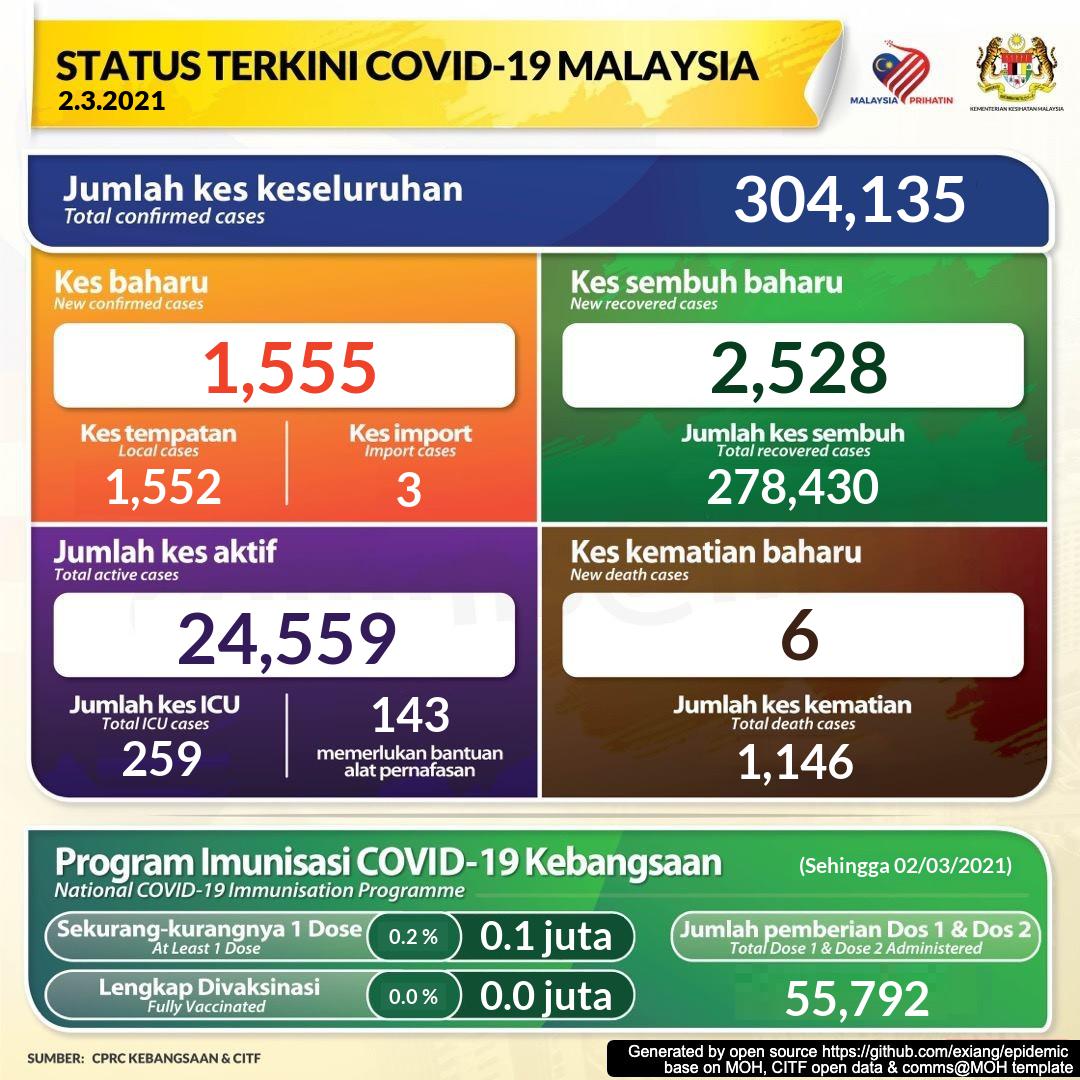 STATUS TERKINI COVID-19 MALAYSIA
2.3.2021
MALAYSIA PRIHATIN
KEMENTERIAN KESIHATAN MALAYSIA
Jumlah kes keseluruhan
Total confirmed cases
304,135
Kes baharu
New confirmed cases
1,555
Kes tempatan
Local cases
1,552
Kes import
Import cases
3
Kes sembuh baharu
New recovered cases
2,528
Jumlah kes sembuh
Total recovered cases
278,430
Jumlah kes aktif
Total active cases
24,559
Jumlah kes ICU
Total ICU cases
259
143
memerlukan bantuan
alat pernafasan
Kes kematian baharu
New death cases
6
Jumlah kes kematian
Total death cases
1,146
Program Imunisasi COVID-19 Kebangsaan
National COVID-19 Immunisation Programme
(Sehingga 02/03/2021)
Sekurang-kurangnya 1 Dose
At Least 1 Dose
0.2 %
0.1 juta
Lengkap Divaksinasi
Fully Vaccinated
0.0 %
0.0 juta
Jumlah pemberian Dos 1 & Dos 2
Total Dose 1 & Dose 2 Administered
55,792
SUMBER: CPRC KEBANGSAAN & CITF
Generated by open source https://github.com/exiang/epidemic
base on MOH, CITF open data & comms@MOH template